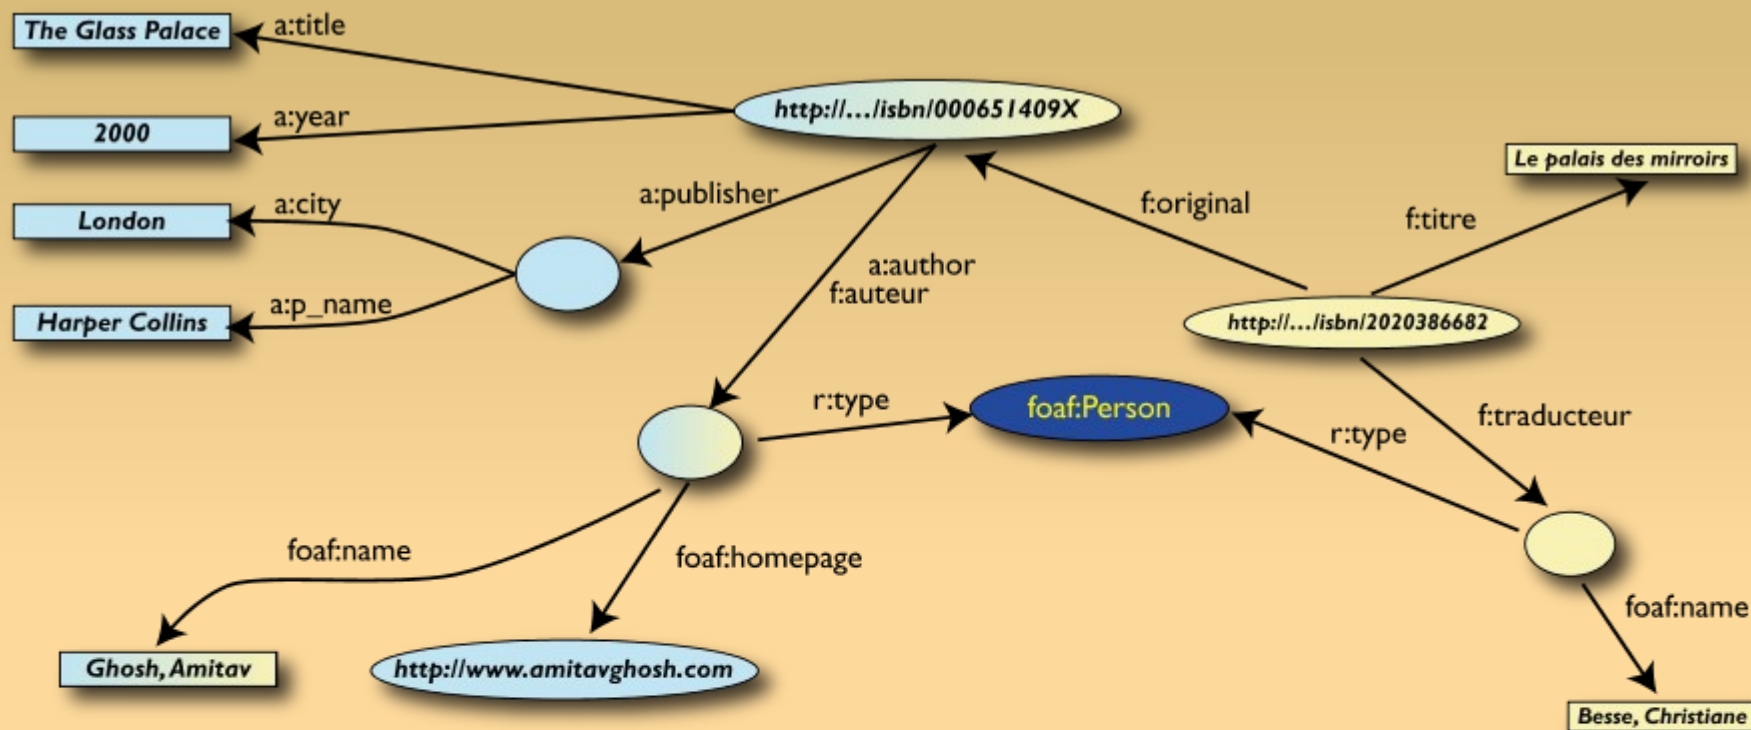 The Glass Palace
a:title
http://.../isbn/000651409X
2000
a:year
Le palais des mirroirs
London
a:city
a:publisher
f:original
f:titre
a:author
f:auteur
Harper Collins
a:p_name
http://.../isbn/2020386682
r:type
foaf:Person
r:type
f:traducteur
foaf:name
foaf:homepage
foaf:name
Ghosh, Amitav
http://www.amitavghosh.com
Besse, Christiane